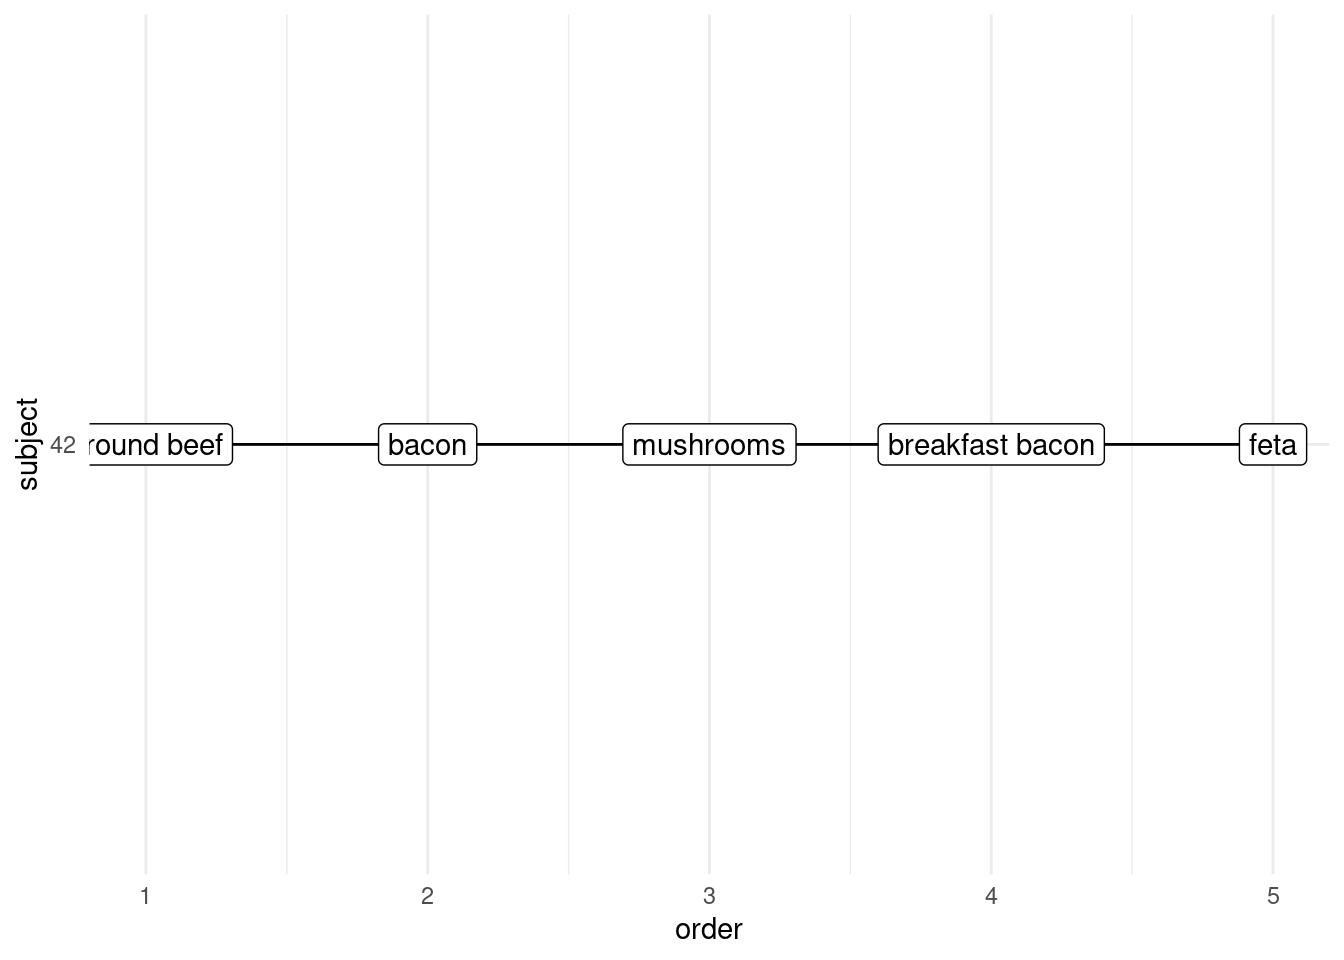 subject
42
round beef
bacon
mushrooms
breakfast bacon
feta
1
2
3
4
5
order